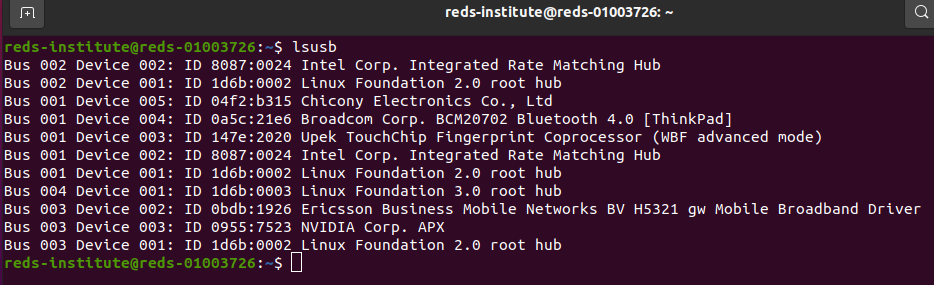 reds-institute@reds-01003726: ~
reds-institute@reds-01003726:~$ lsusb
Bus 002 Device 002: ID 8087:0024 Intel Corp. Integrated Rate Matching Hub
Bus 002 Device 001: ID 1d6b:0002 Linux Foundation 2.0 root hub
Bus 001 Device 005: ID 04f2:b315 Chicony Electronics Co., Ltd
Bus 001 Device 004: ID 0a5c:21e6 Broadcom Corp. BCM20702 Bluetooth 4.0 [ThinkPad]
Bus 001 Device 003: ID 147e:2020 Upek TouchChip Fingerprint Coprocessor (WBF advanced mode)
Bus 001 Device 002: ID 8087:0024 Intel Corp. Integrated Rate Matching Hub
Bus 001 Device 001: ID 1d6b:0002 Linux Foundation 2.0 root hub
Bus 004 Device 001: ID 1d6b:0003 Linux Foundation 3.0 root hub
Bus 003 Device 002: ID 0bdb:1926 Ericsson Business Mobile Networks BV H5321 gw Mobile Broadband Driver
Bus 003 Device 003: ID 0955:7523 NVIDIA Corp. APX
Bus 003 Device 001: ID 1d6b:0002 Linux Foundation 2.0 root hub
reds-institute@reds-01003726:~$